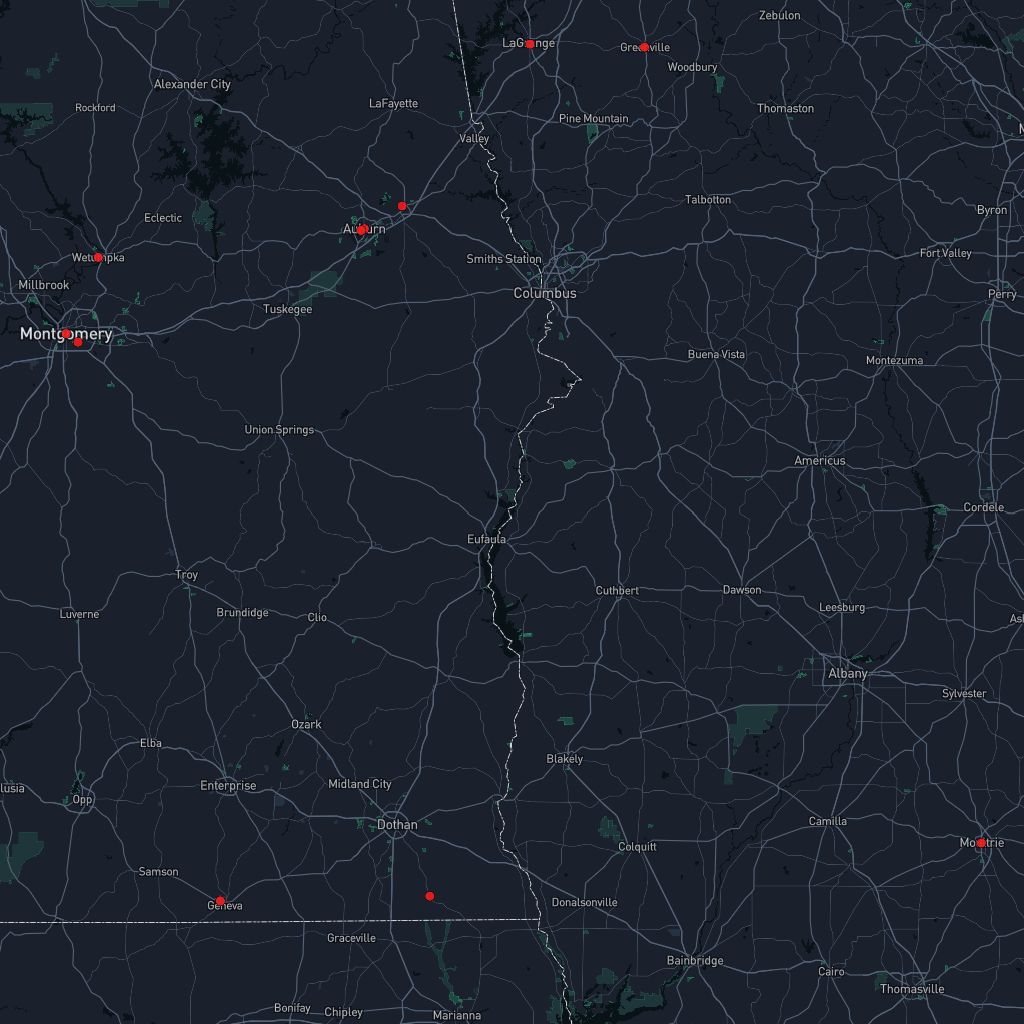 Zebulon
LaGrange
Greenville
Woodbury
Alexander City
Rockford
LaFayette
Thomaston
Pine Mountain
Valley
Talbotton
Byron
Eclectic
Auburn
Fort Valley
Wetumpka
Smiths Station
Millbrook
Columbus
Perry
Tuskegee
Montgomery
Buena Vista
Montezuma
Union Springs
Americus
Cordele
Eufaula
Troy
Cuthbert
Dawson
Leesburg
Luverne
Brundidge
Clio
Ash
Albany
Sylvester
Ozark
Elba
Blakely
Enterprise
Midland City
lusia
Opp
Dothan
Camilla
Colquitt
Moultrie
Samson
Geneva
Donalsonville
Graceville
Bainbridge
Cairo
Thomasville
Bonifay
Chipley
Marianna